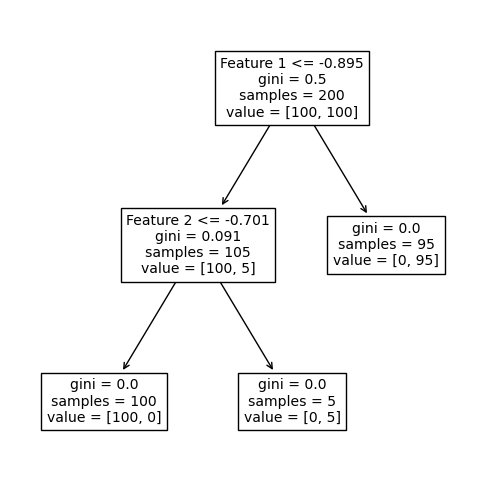 Feature 1 <= -0.895
gini = 0.5
samples = 200
value = [100, 100]
Feature 2 <= -0.701
gini = 0.091
samples = 105
value = [100, 5]
gini = 0.0
samples = 95
value = [0, 95]
gini = 0.0
samples = 100
value = [100, 0]
gini = 0.0
samples = 5
value = [0, 5]